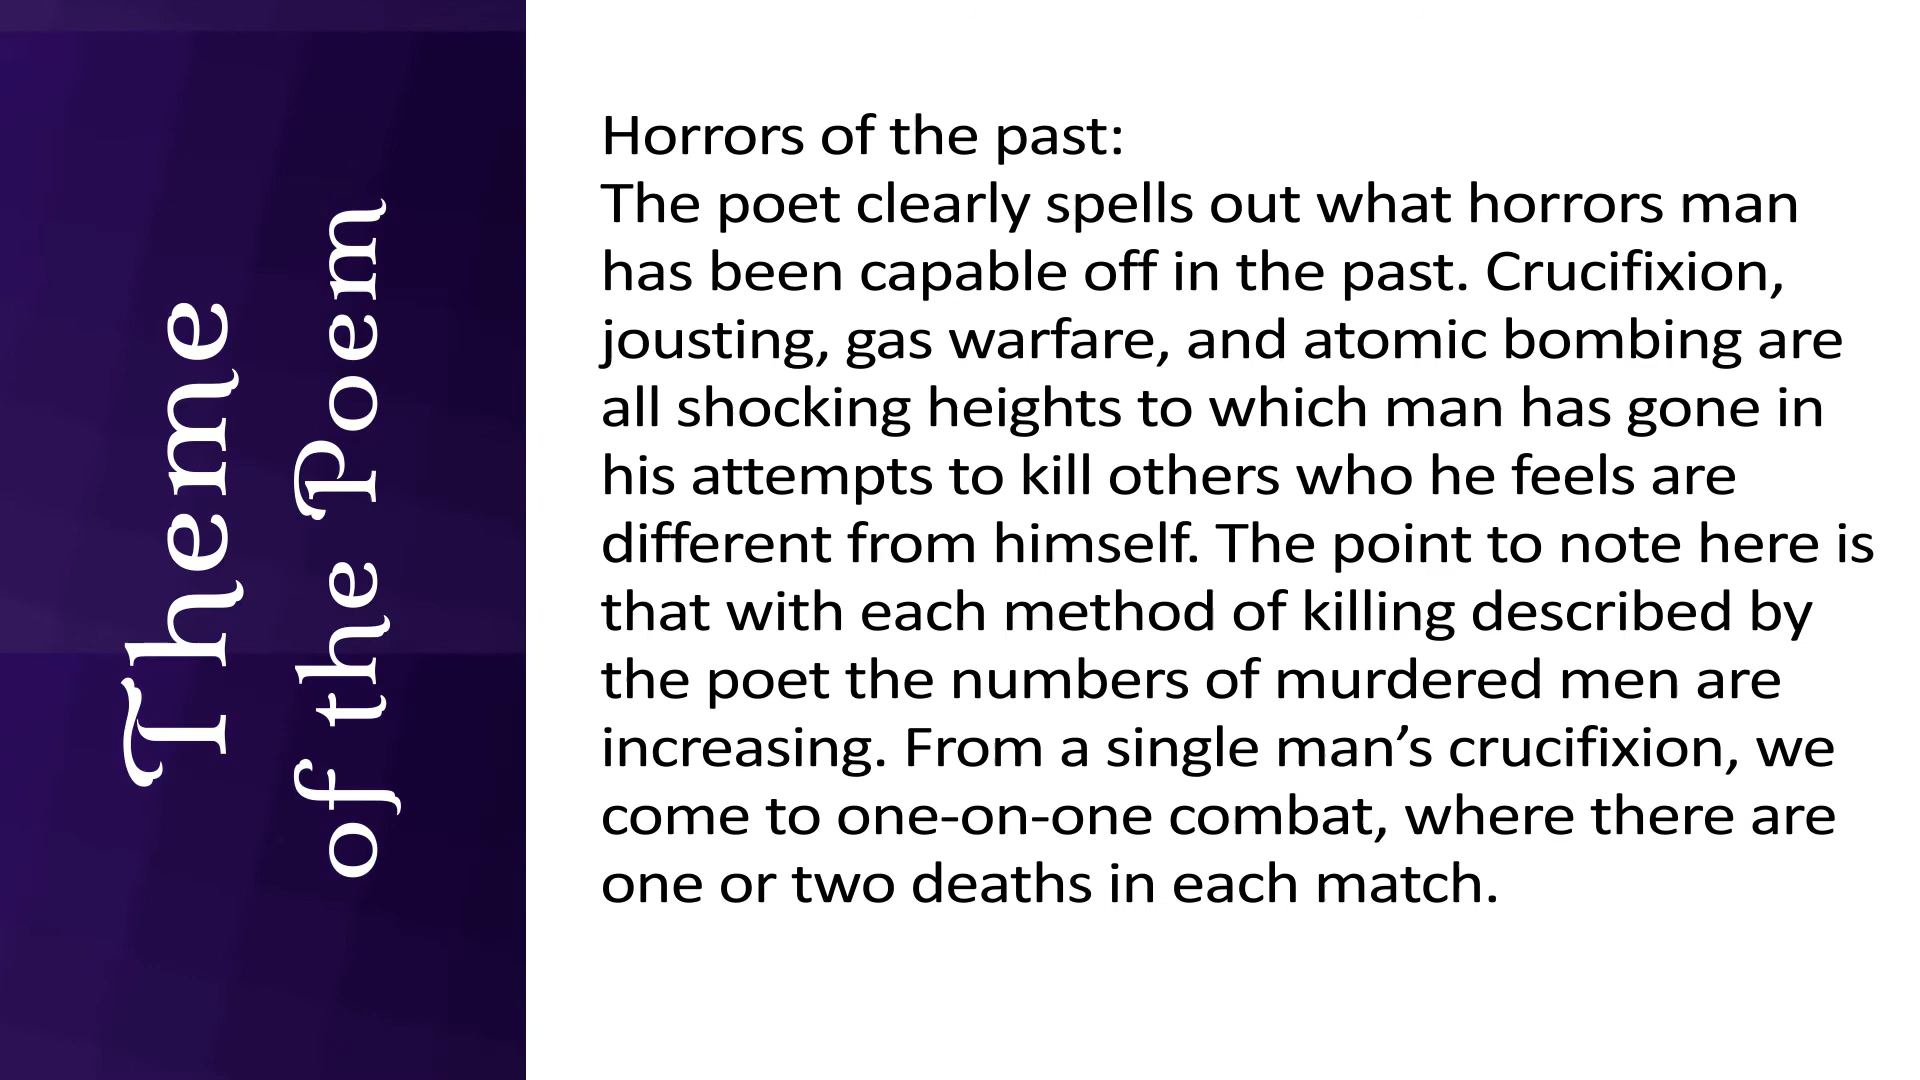 Theme
of the Poem
Horrors of the past:
The poet clearly spells out what horrors man
has been capable off in the past. Crucifixion,
jousting, gas warfare, and atomic bombing are
all shocking heights to which man has gone in
his attempts to kill others who he feels are
different from himself. The point to note here is
that with each method of killing described by
the poet the numbers of murdered men are
increasing. From a single man’s crucifixion, we
come to one-on-one combat, where there are
one or two deaths in each match.